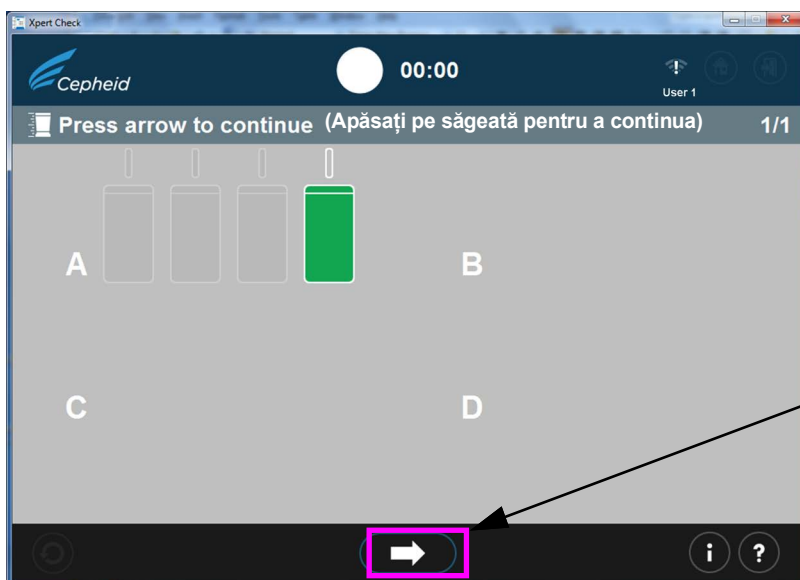 Xpert Check
Cepheid
00:00
User 1
Press arrow to continue (Apăsați pe săgeată pentru a continua) 1/1
A
B
C
D
i ?